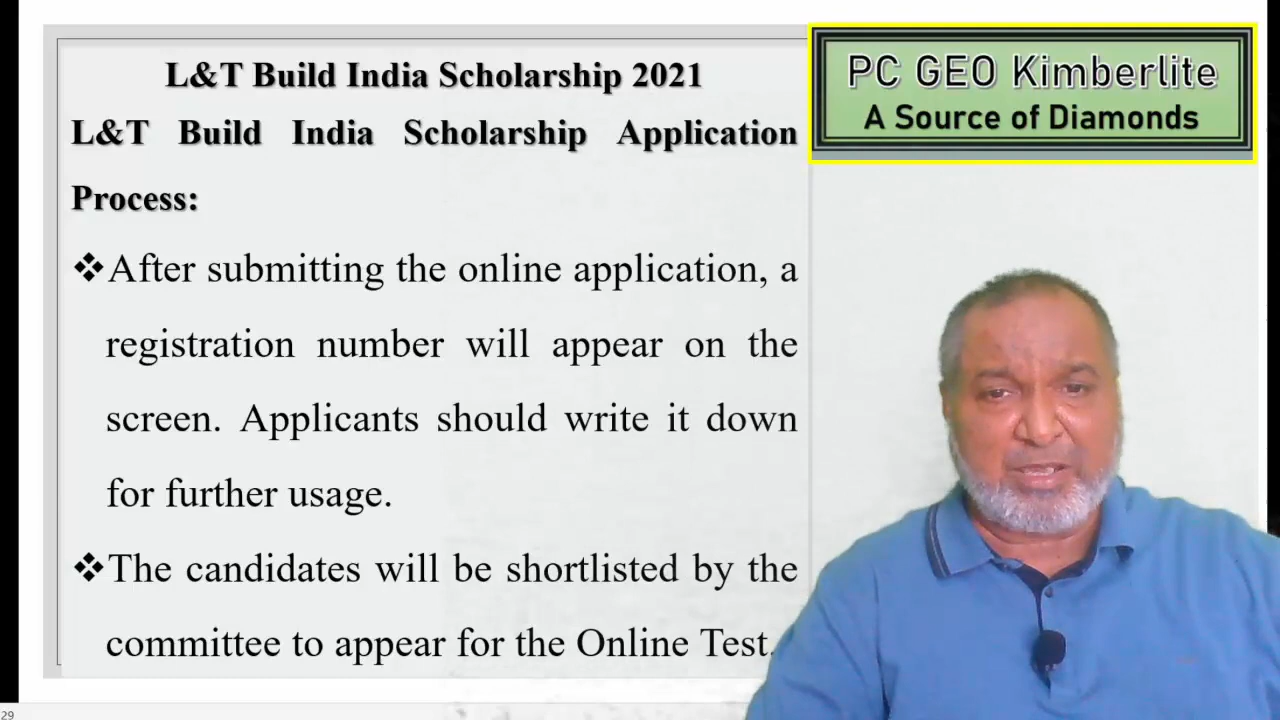 L&T Build India Scholarship 2021
L&T Build India Scholarship Application
Process:
❖After submitting the online application, a
registration number will appear on the
screen. Applicants should write it down
for further usage.
❖The candidates will be shortlisted by the
committee to appear for the Online Test.
PC GEO Kimberlite
A Source of Diamonds
29